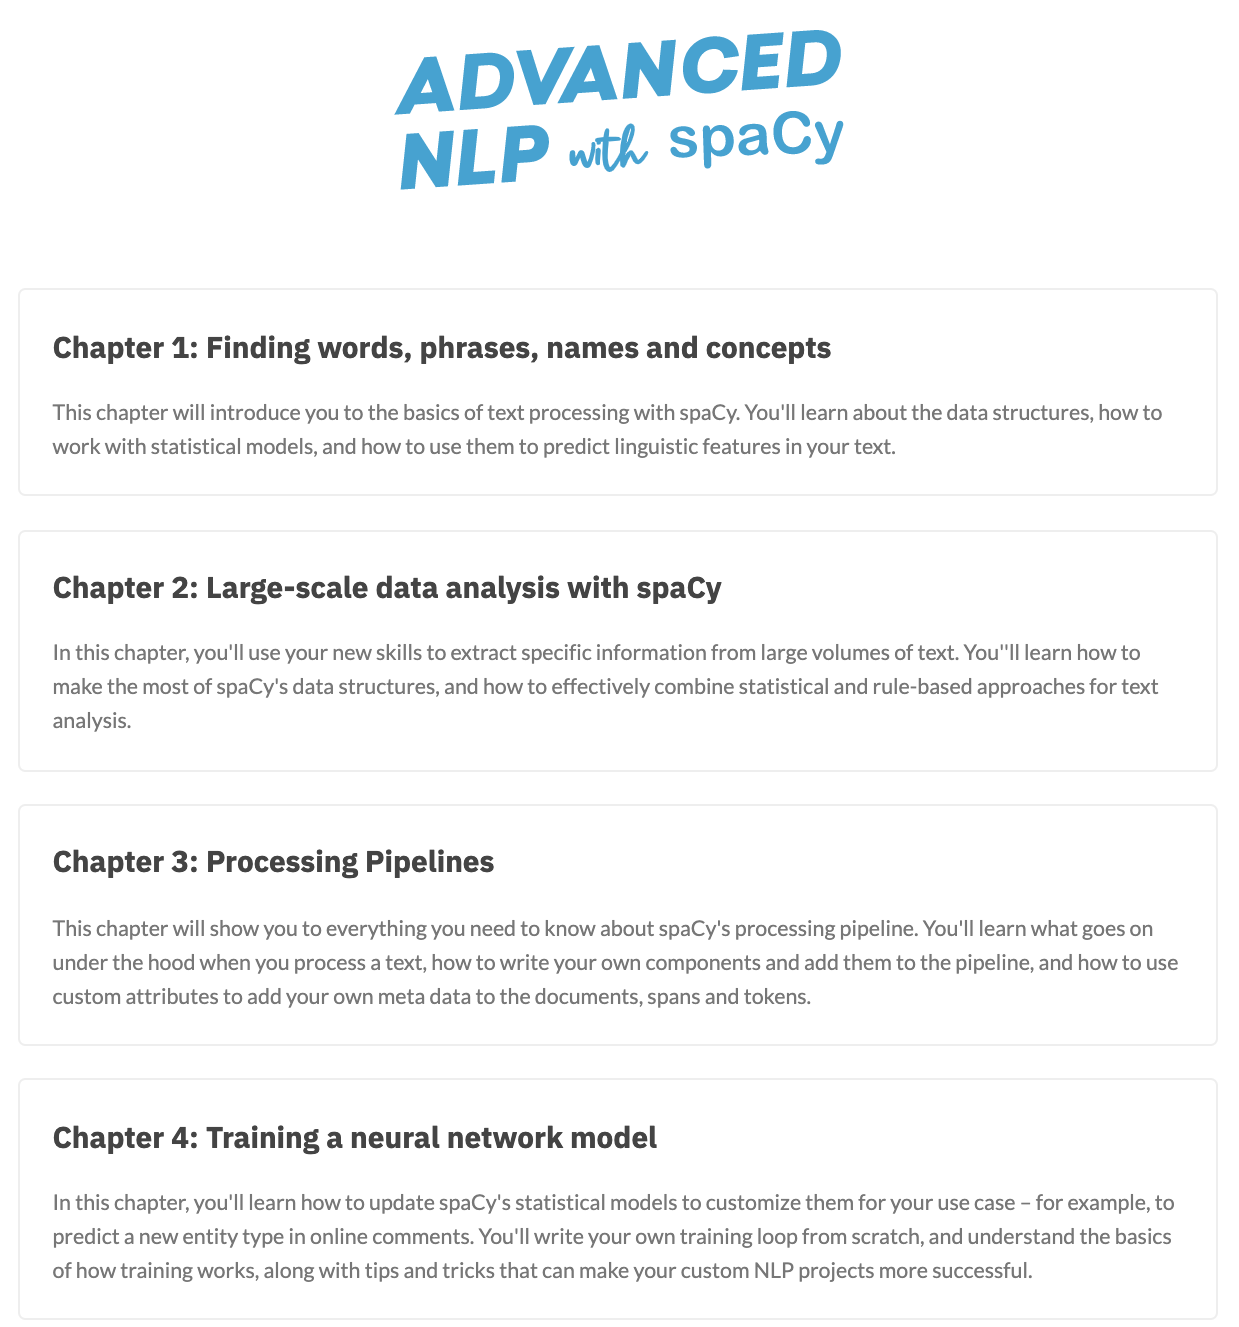 ADVANCED
NLP with spaCy
Chapter 1: Finding words, phrases, names and concepts
This chapter will introduce you to the basics of text processing with spaCy. You'll learn about the data structures, how to
work with statistical models, and how to use them to predict linguistic features in your text.
Chapter 2: Large-scale data analysis with spaCy
In this chapter, you'll use your new skills to extract specific information from large volumes of text. You''ll learn how to
make the most of spaCy's data structures, and how to effectively combine statistical and rule-based approaches for text
analysis.
Chapter 3: Processing Pipelines
This chapter will show you to everything you need to know about spaCy's processing pipeline. You'll learn what goes on
under the hood when you process a text, how to write your own components and add them to the pipeline, and how to use
custom attributes to add your own meta data to the documents, spans and tokens.
Chapter 4: Training a neural network model
In this chapter, you'll learn how to update spaCy's statistical models to customize them for your use case – for example, to
predict a new entity type in online comments. You'll write your own training loop from scratch, and understand the basics
of how training works, along with tips and tricks that can make your custom NLP projects more successful.